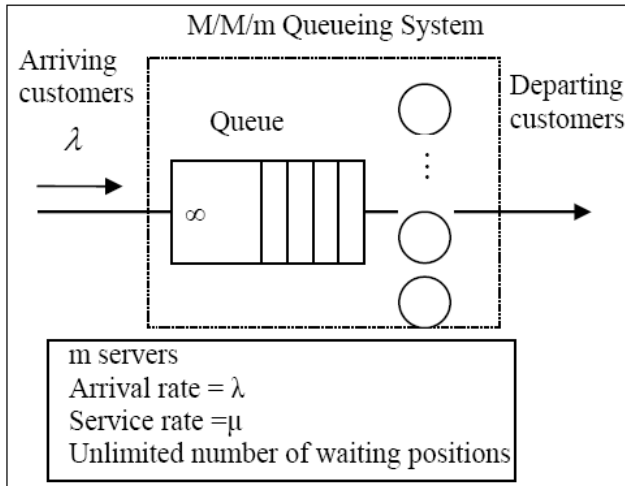 M/M/m Queueing System
Arriving
customers
λ
Queue
Departing
customers
⋮
∞
m servers
Arrival rate = λ
Service rate =μ
Unlimited number of waiting positions